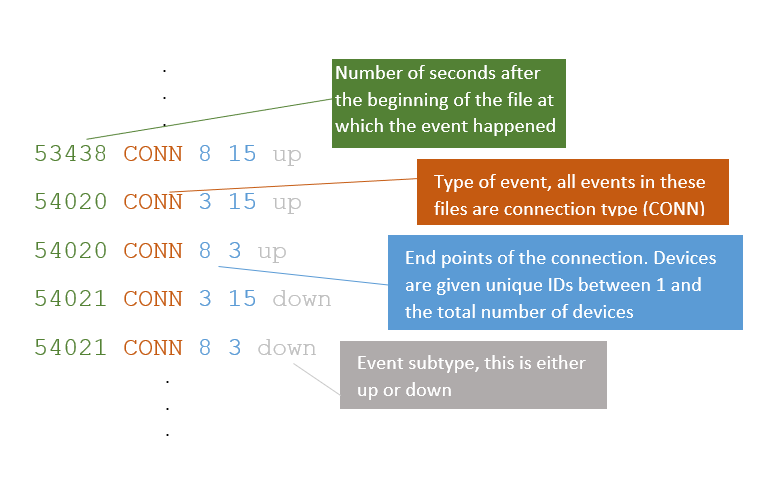 .
.
.
Number of seconds after
the beginning of the file at
which the event happened
53438 CONN 8 15 up
Type of event, all events in these
files are connection type (CONN)
54020 CONN 3 15 up
54020 CONN 8 3 up
End points of the connection. Devices
are given unique IDs between 1 and
the total number of devices
54021 CONN 3 15 down
54021 CONN 8 3 down
Event subtype, this is either
up or down
.
.
.